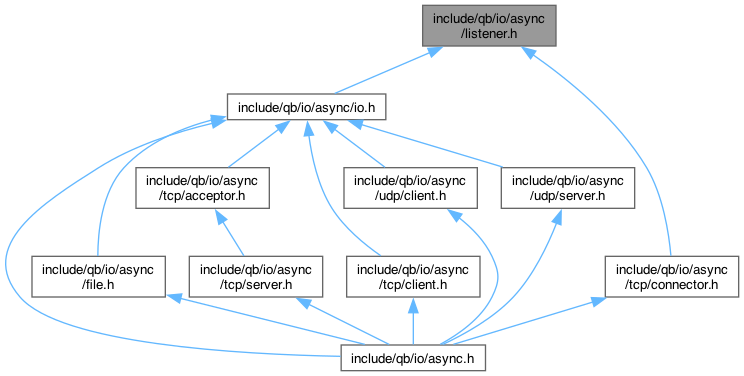 include/qb/io/async
/listener.h
include/qb/io/async/io.h
include/qb/io/async
/tcp/acceptor.h
include/qb/io/async
/udp/client.h
include/qb/io/async
/udp/server.h
include/qb/io/async
/file.h
include/qb/io/async
/tcp/server.h
include/qb/io/async
/tcp/client.h
include/qb/io/async
/tcp/connector.h
include/qb/io/async.h